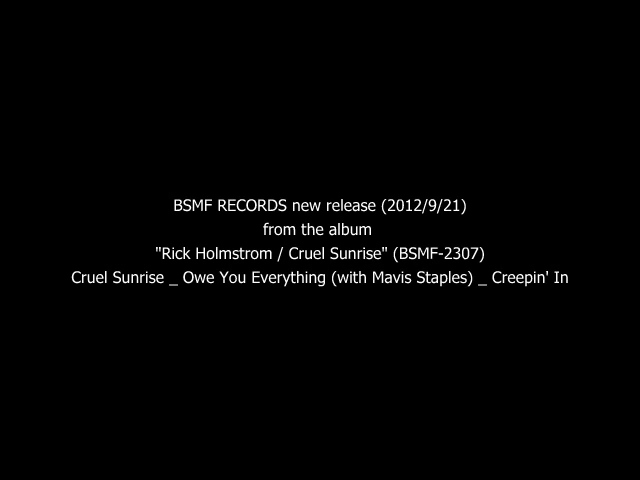 BSMF RECORDS new release (2012/9/21)
from the album
"Rick Holmstrom / Cruel Sunrise" (BSMF-2307)
Cruel Sunrise _ Owe You Everything (with Mavis Staples) _ Creepin' In